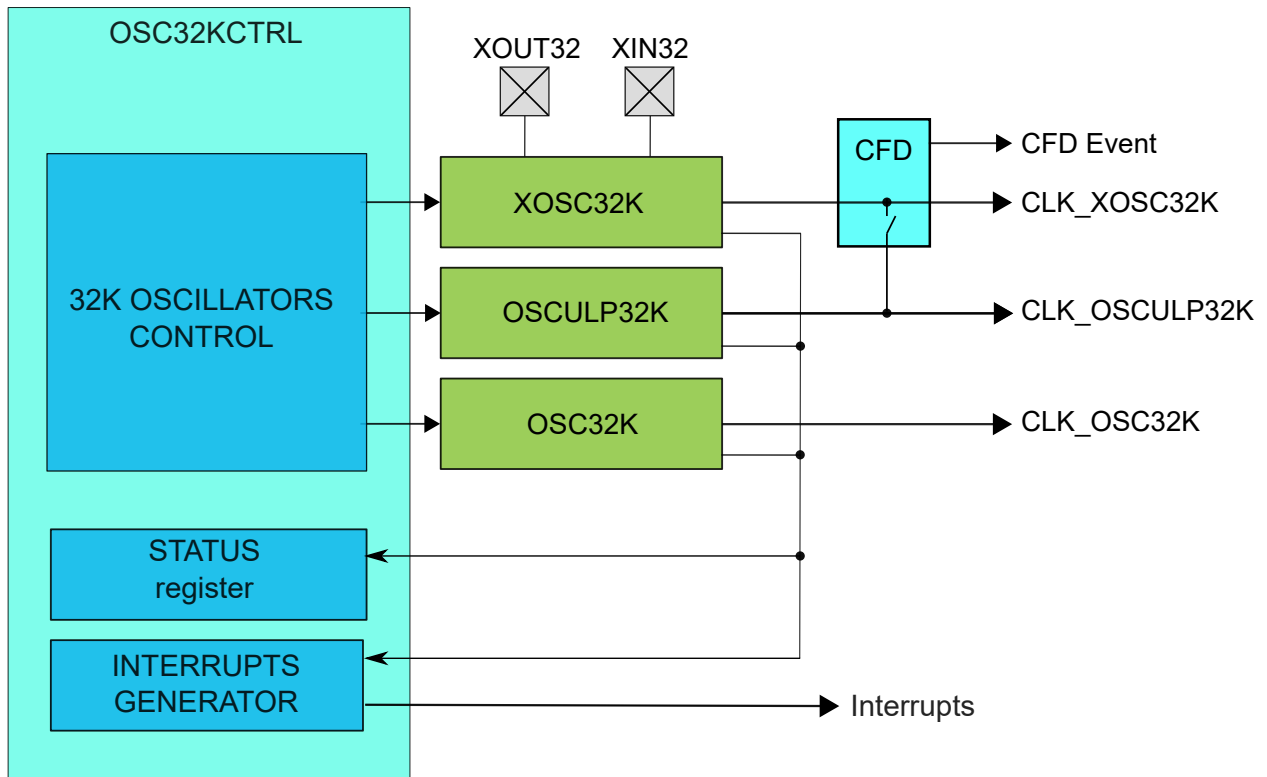 OSC32KCTRL
XOUT32
XIN32
CFD
CFD Event
XOSC32K
CLK_XOSC32K
32K OSCILLATORS
CONTROL
OSCULP32K
CLK_OSCULP32K
OSC32K
CLK_OSC32K
STATUS
register
INTERRUPTS
GENERATOR
Interrupts